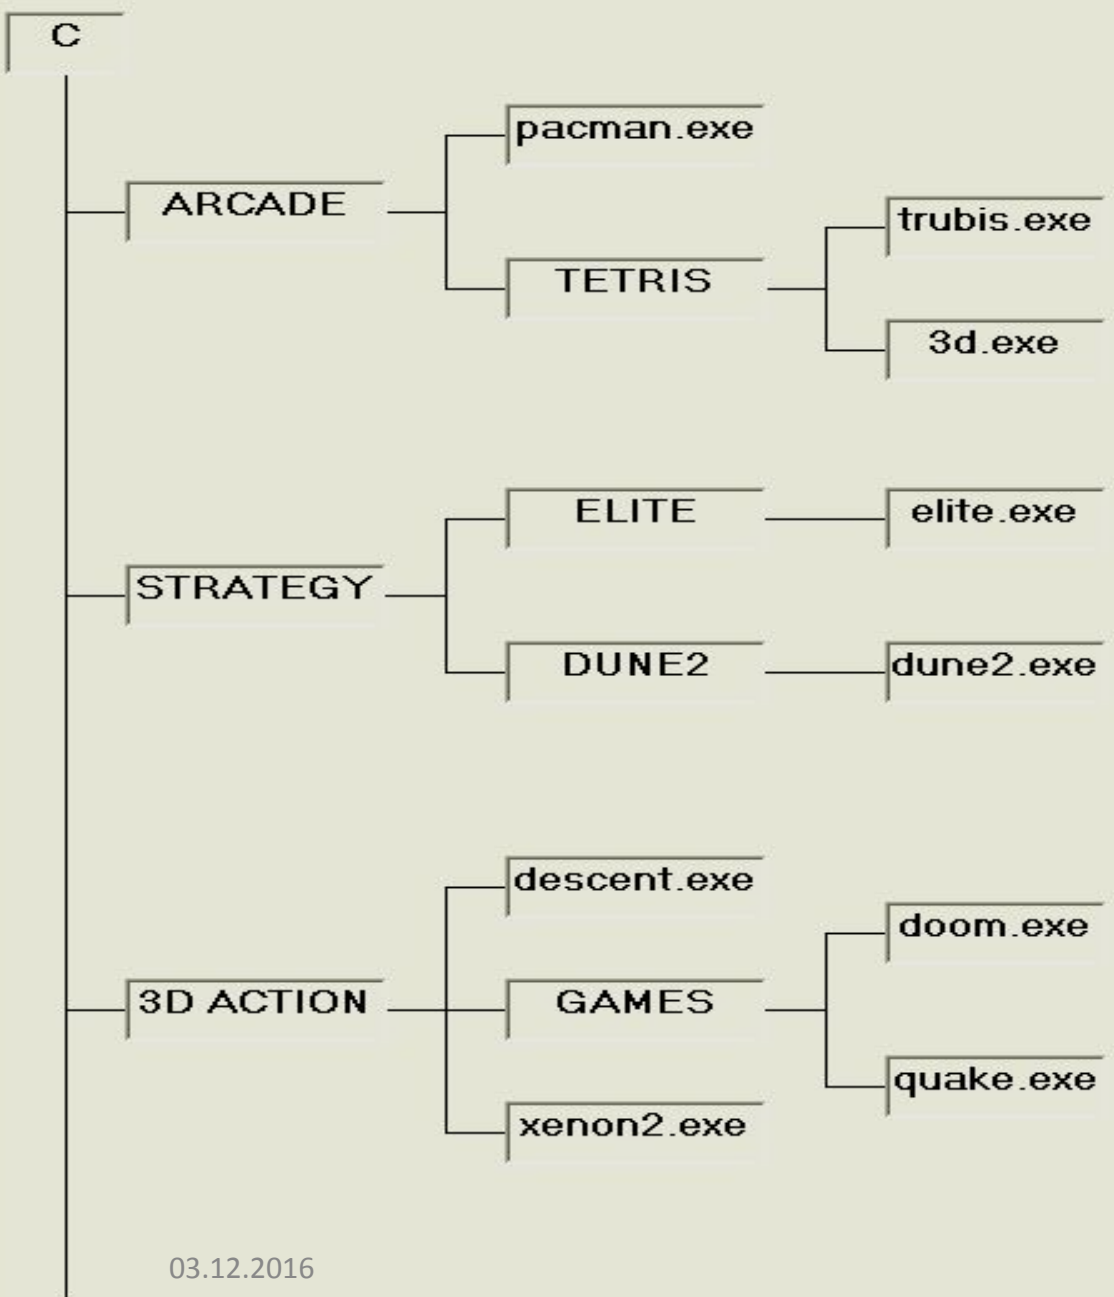 C
ARCADE
pacman.exe
TETRIS
trubis.exe
3d.exe
STRATEGY
ELITE
elite.exe
DUNE2
dune2.exe
3D ACTION
descent.exe
GAMES
doom.exe
quake.exe
xenon2.exe
03.12.2016